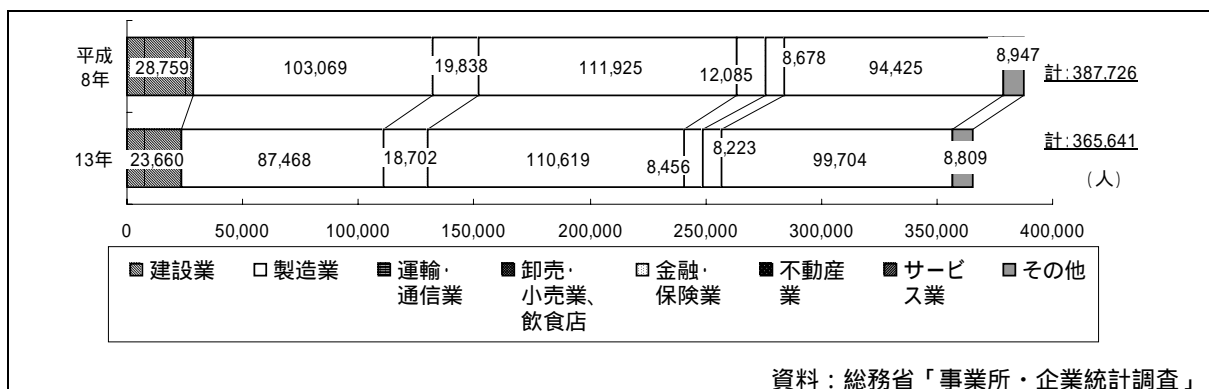 平成
8年
28,759
103,069
19,838
111,925
12,085
8,678
94,425
8,947
計:387,726
13年
23,660
87,468
18,702
110,619
8,456
8,223
99,704
8,809
計:365,641
(人)
0 50,000 100,000 150,000 200,000 250,000 300,000 350,000 400,000
建設業 製造業 運輸・ 卸売・ 金融・ 不動産 サービ その他
通信業 小売業、 保険業 業 ス業
飲食店
資料:総務省「事業所・企業統計調査」